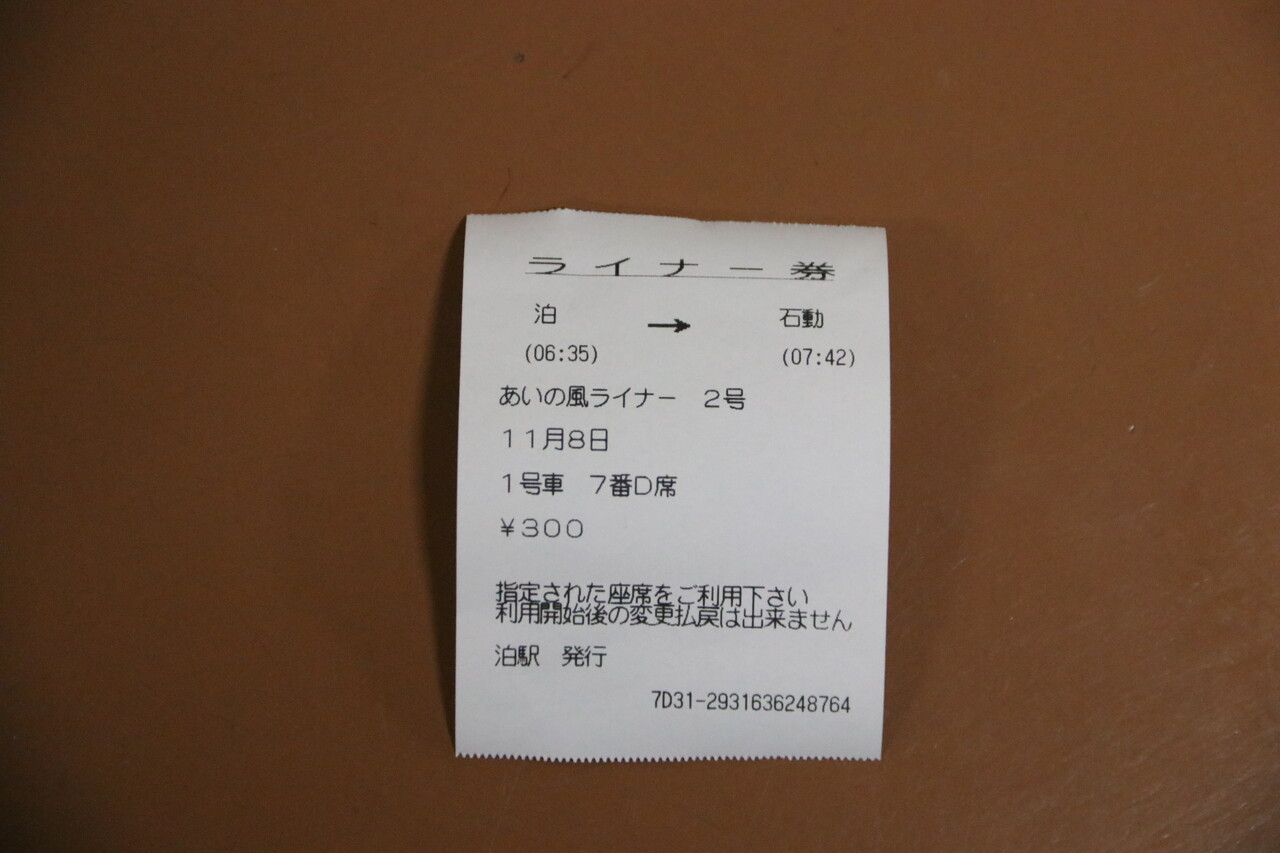 ライナー券
泊 → 石動
(06:35) (07:42)
あいの風ライナー 2号
11月8日
1号車 7番D席
¥300
指定された座席をご利用下さい
利用開始後の変更払戻は出来ません
泊駅 発行
7D31-2931636248764